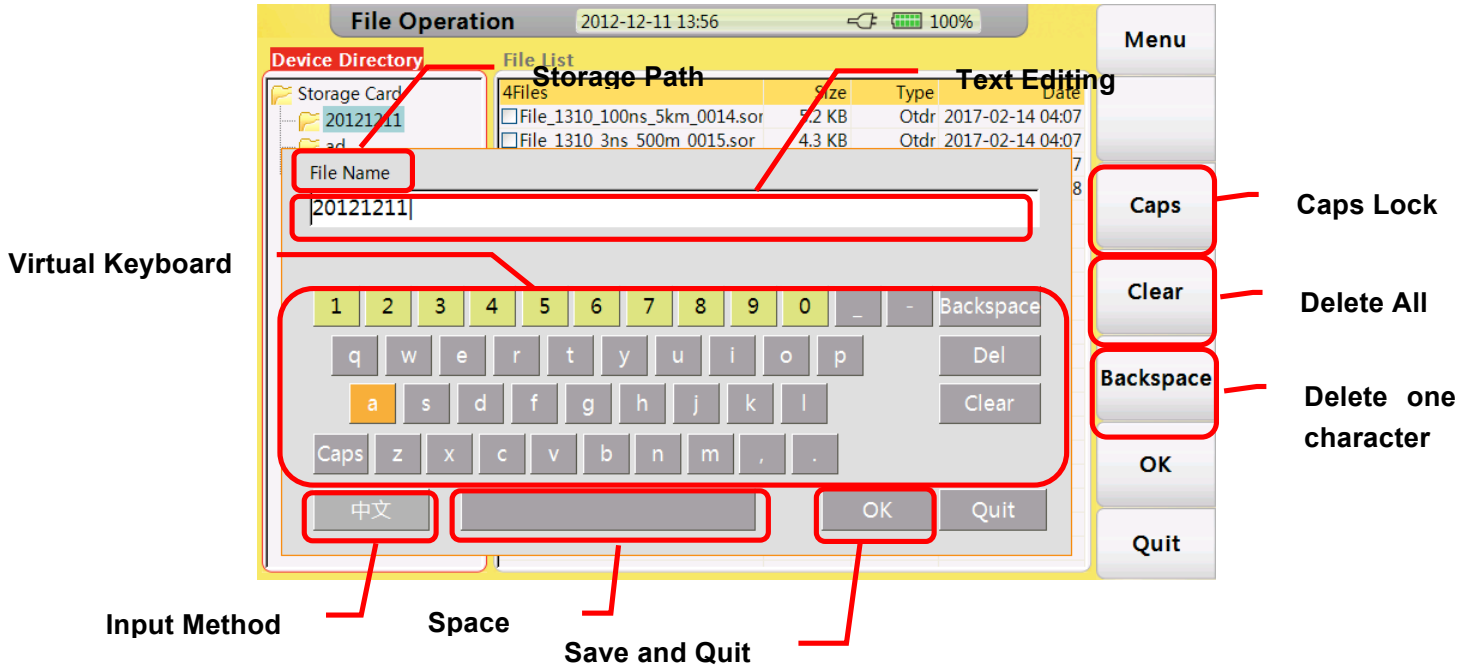 File Operation 2012-12-11 13:56 100%
Menu
Device Directory File List
Storage Path Text Editing
Storage Card 4Files Size Type Date
20121211 File_1310_100ns_5km_0014.sor 5.2 KB Otdr 2017-02-14 04:07
ad File_1310_3ns_500m_0015.sor 4.3 KB Otdr 2017-02-14 04:07
7
File Name
8
20121211
Caps Caps Lock
Virtual Keyboard
Clear Delete All
1 2 3 4 5 6 7 8 9 0 _ - Backspace
q w e r t y u i o p Del
Backspace
a s d f g h j k l Clear
Delete one
character
Caps z x c v b n m , .
OK
中文 OK Quit
Quit
Input Method Space
Save and Quit